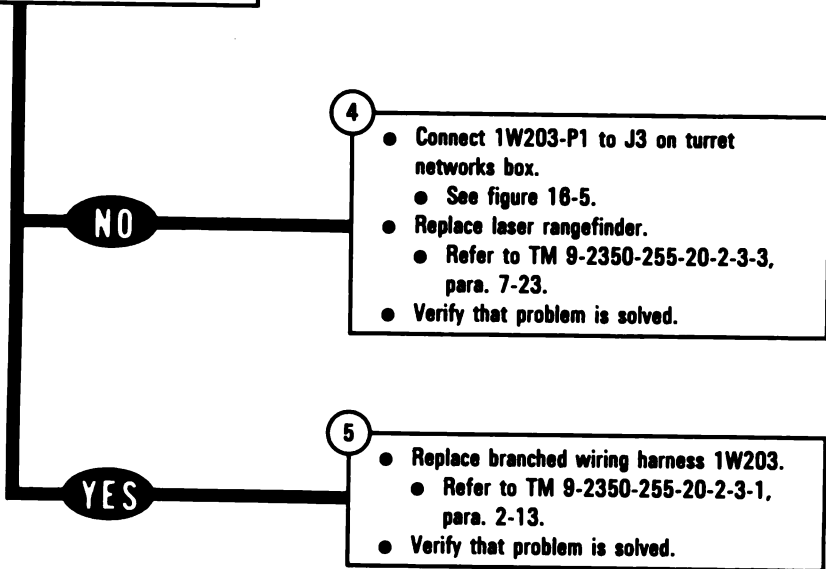 4
● Connect 1W203-P1 to J3 on turret
networks box.
● See figure 16-5.
● Replace laser rangefinder.
● Refer to TM 9-2350-255-20-2-3-3,
para. 7-23.
● Verify that problem is solved.
NO
5
● Replace branched wiring harness 1W203.
● Refer to TM 9-2350-255-20-2-3-1,
para. 2-13.
● Verify that problem is solved.
YES